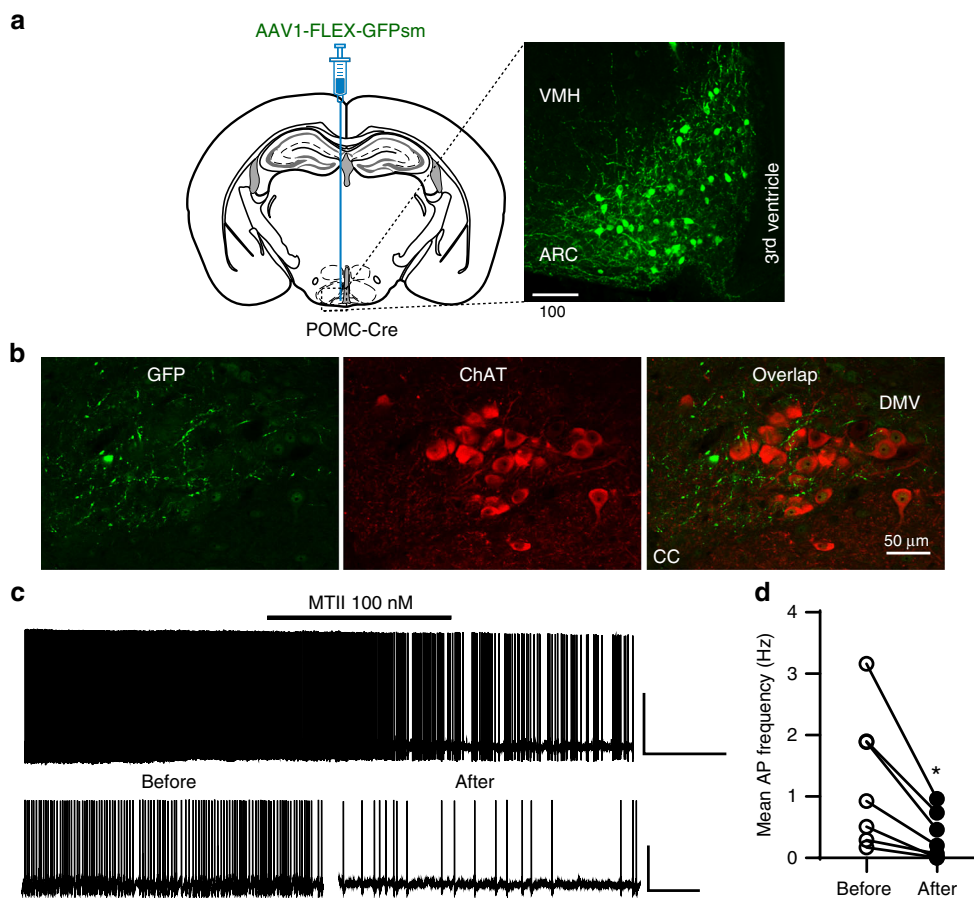 a
AAV1-FLEX-GFPsm
VMH
ARC
3rd ventricle
100
POMC-Cre
b
GFP
ChAT
Overlap
DMV
CC
50 μm
c
MTII 100 nM
Before
After
d
Mean AP frequency (Hz)
4
3
2
1
0
*
Before
After